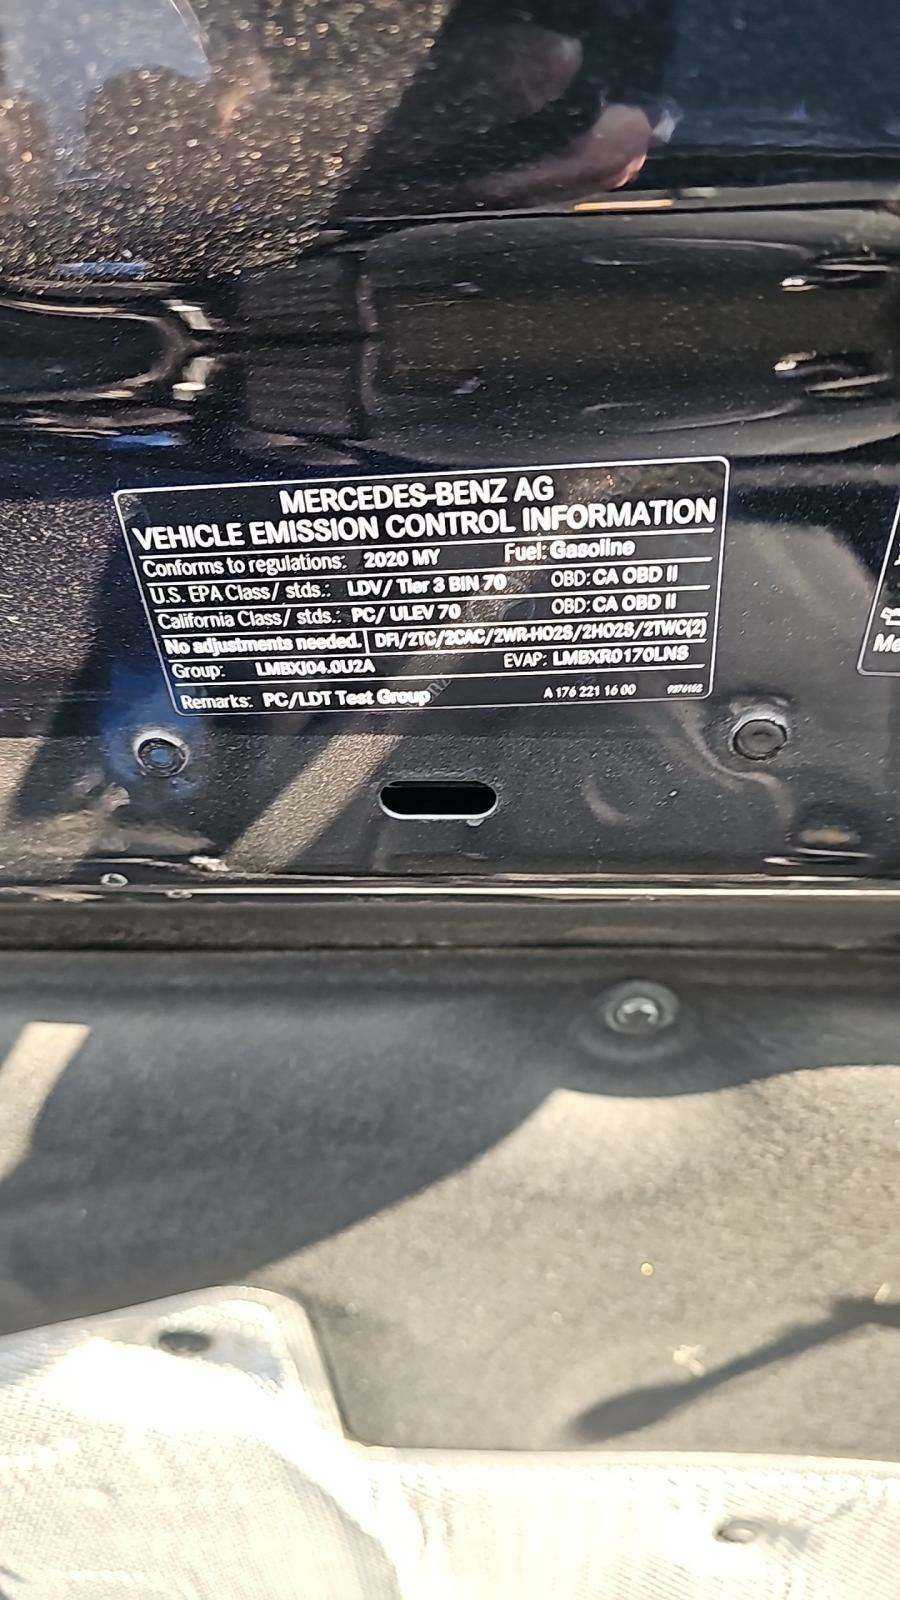 MERCEDES-BENZ AG
VEHICLE EMISSION CONTROL INFORMATION
Conforms to regulations: 2020 MY Fuel: Gasoline
U.S. EPA Class/ stds.: LDV/ Tier 3 BIN 70 OBD: CA OBD II
California Class/ stds.: PC/ ULEV 70 OBD: CA OBD II
No adjustments needed. DFI/2TC/2CAC/2WR-HO2S/2HO2S/2TWC(2)
Group: LMBXJ04.0U2A EVAP: LMBXR0170LNS
Remarks: PC/LDT Test Group A 176 221 16 00
Me